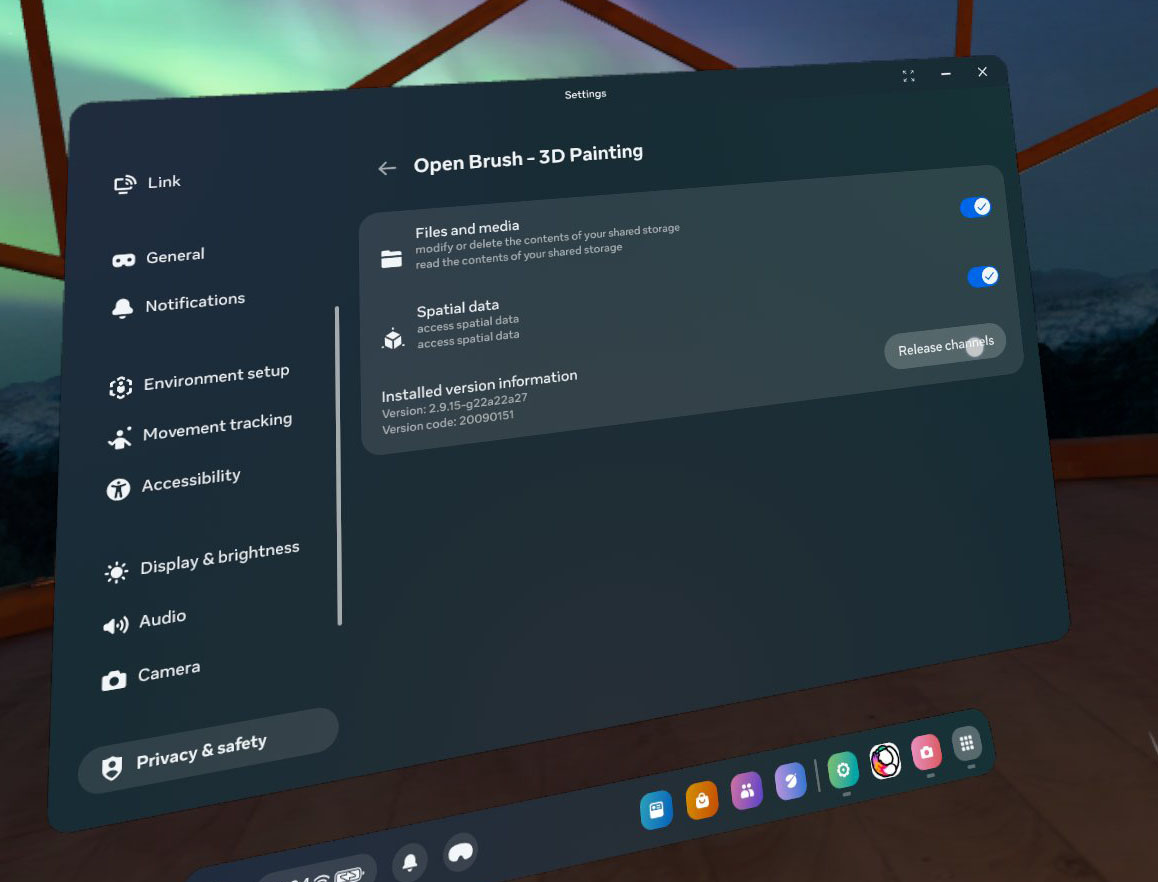 Settings
Link
General
Notifications
Environment setup
Movement tracking
Accessibility
Display & brightness
Audio
Camera
Privacy & safety
Open Brush - 3D Painting
Files and media
modify or delete the contents of your shared storage
read the contents of your shared storage
Spatial data
access spatial data
access spatial data
Installed version information
Version: 2.9.15-g22a22a27
Version code: 20090151
Release channels